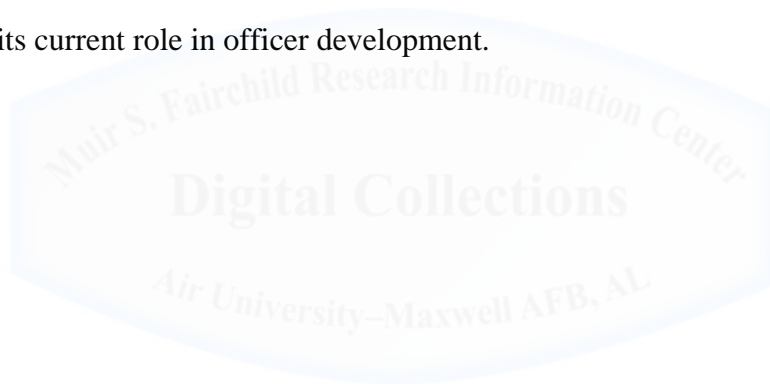 its current role in officer development.
Muir S. Fairchild Research Information Center
Digital Collections
Air University–Maxwell AFB, AL